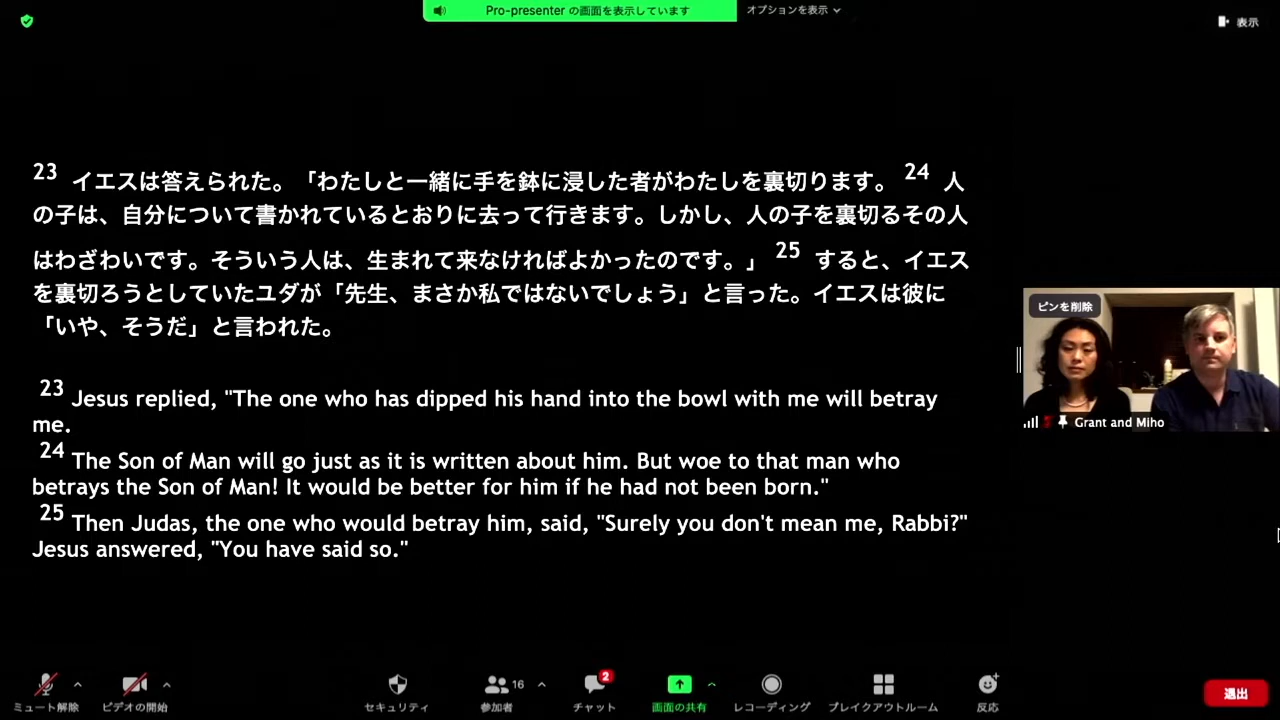 Pro-presenter の画面を表示しています
オプションを表示
表示
23 イエスは答えられた。「わたしと一緒に手を鉢に浸した者がわたしを裏切ります。 24 人
の子は、自分について書かれているとおりに去って行きます。しかし、人の子を裏切るその人
はわざわいです。そういう人は、生まれて来なければよかったのです。」 25 すると、イエス
を裏切ろうとしていたユダが「先生、まさか私ではないでしょう」と言った。イエスは彼に
「いや、そうだ」と言われた。
23 Jesus replied, "The one who has dipped his hand into the bowl with me will betray
me.
24 The Son of Man will go just as it is written about him. But woe to that man who
betrays the Son of Man! It would be better for him if he had not been born."
25 Then Judas, the one who would betray him, said, "Surely you don't mean me, Rabbi?"
Jesus answered, "You have said so."
ピンを削除
Grant and Miho
ミュート解除
ビデオの開始
セキュリティ
16
参加者
2
チャット
画面の共有
レコーディング
ブレイクアウトルーム
反応
退出